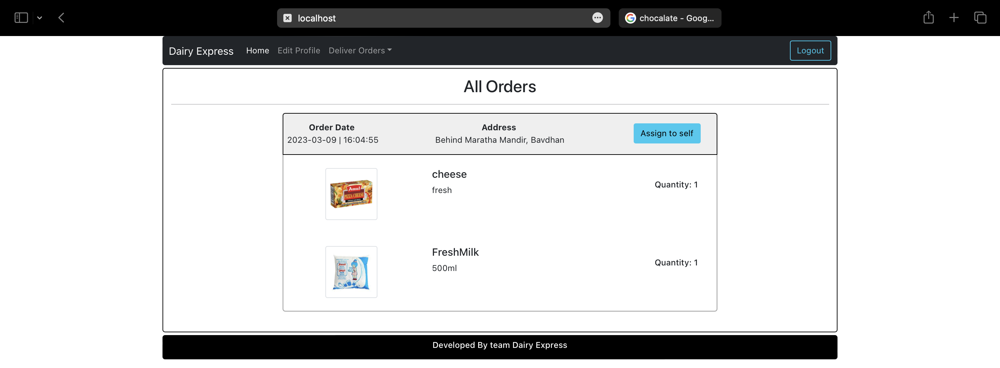 localhost
chocalate - Goog...
Dairy Express Home Edit Profile Deliver Orders Logout
All Orders
Order Date
2023-03-09 | 16:04:55
Address
Behind Maratha Mandir, Bavdhan
Assign to self
Amul
PIZZA CHEESE
PROCESSED
cheese
fresh
Quantity: 1
Amul
FreshMilk
500ml
Quantity: 1
Developed By team Dairy Express